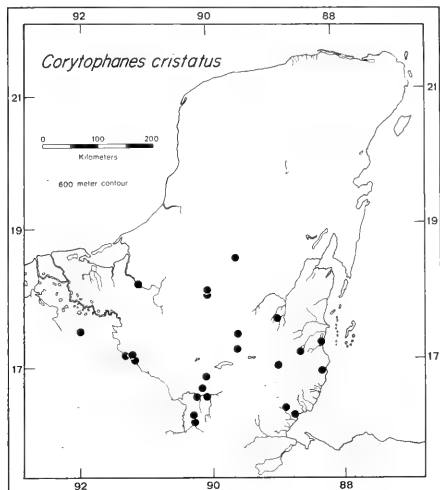 92 90 88
Corytophanes cristatus
21 21
0 100 200
Kilometers
600 meter contour
19 19
17 17
92 90 88